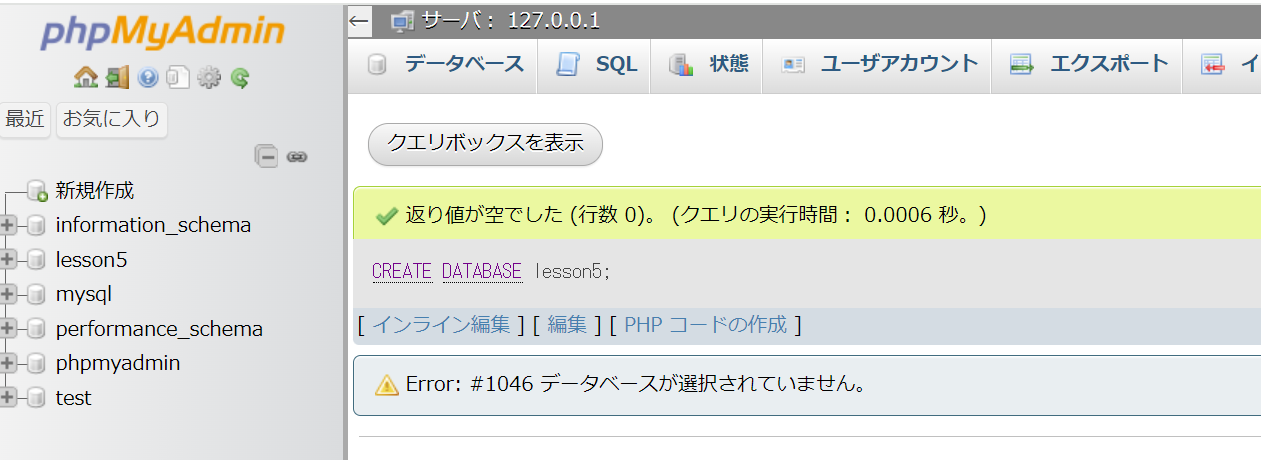 phpMyAdmin
最近 お気に入り
新規作成
information_schema
lesson5
mysql
performance_schema
phpmyadmin
test
サーバ： 127.0.0.1
データベース SQL 状態 ユーザアカウント エクスポート イ
クエリボックスを表示
返り値が空でした (行数 0)。 (クエリの実行時間： 0.0006 秒。)
CREATE DATABASE lesson5;
[ インライン編集 ] [ 編集 ] [ PHP コードの作成 ]
Error: #1046 データベースが選択されていません。